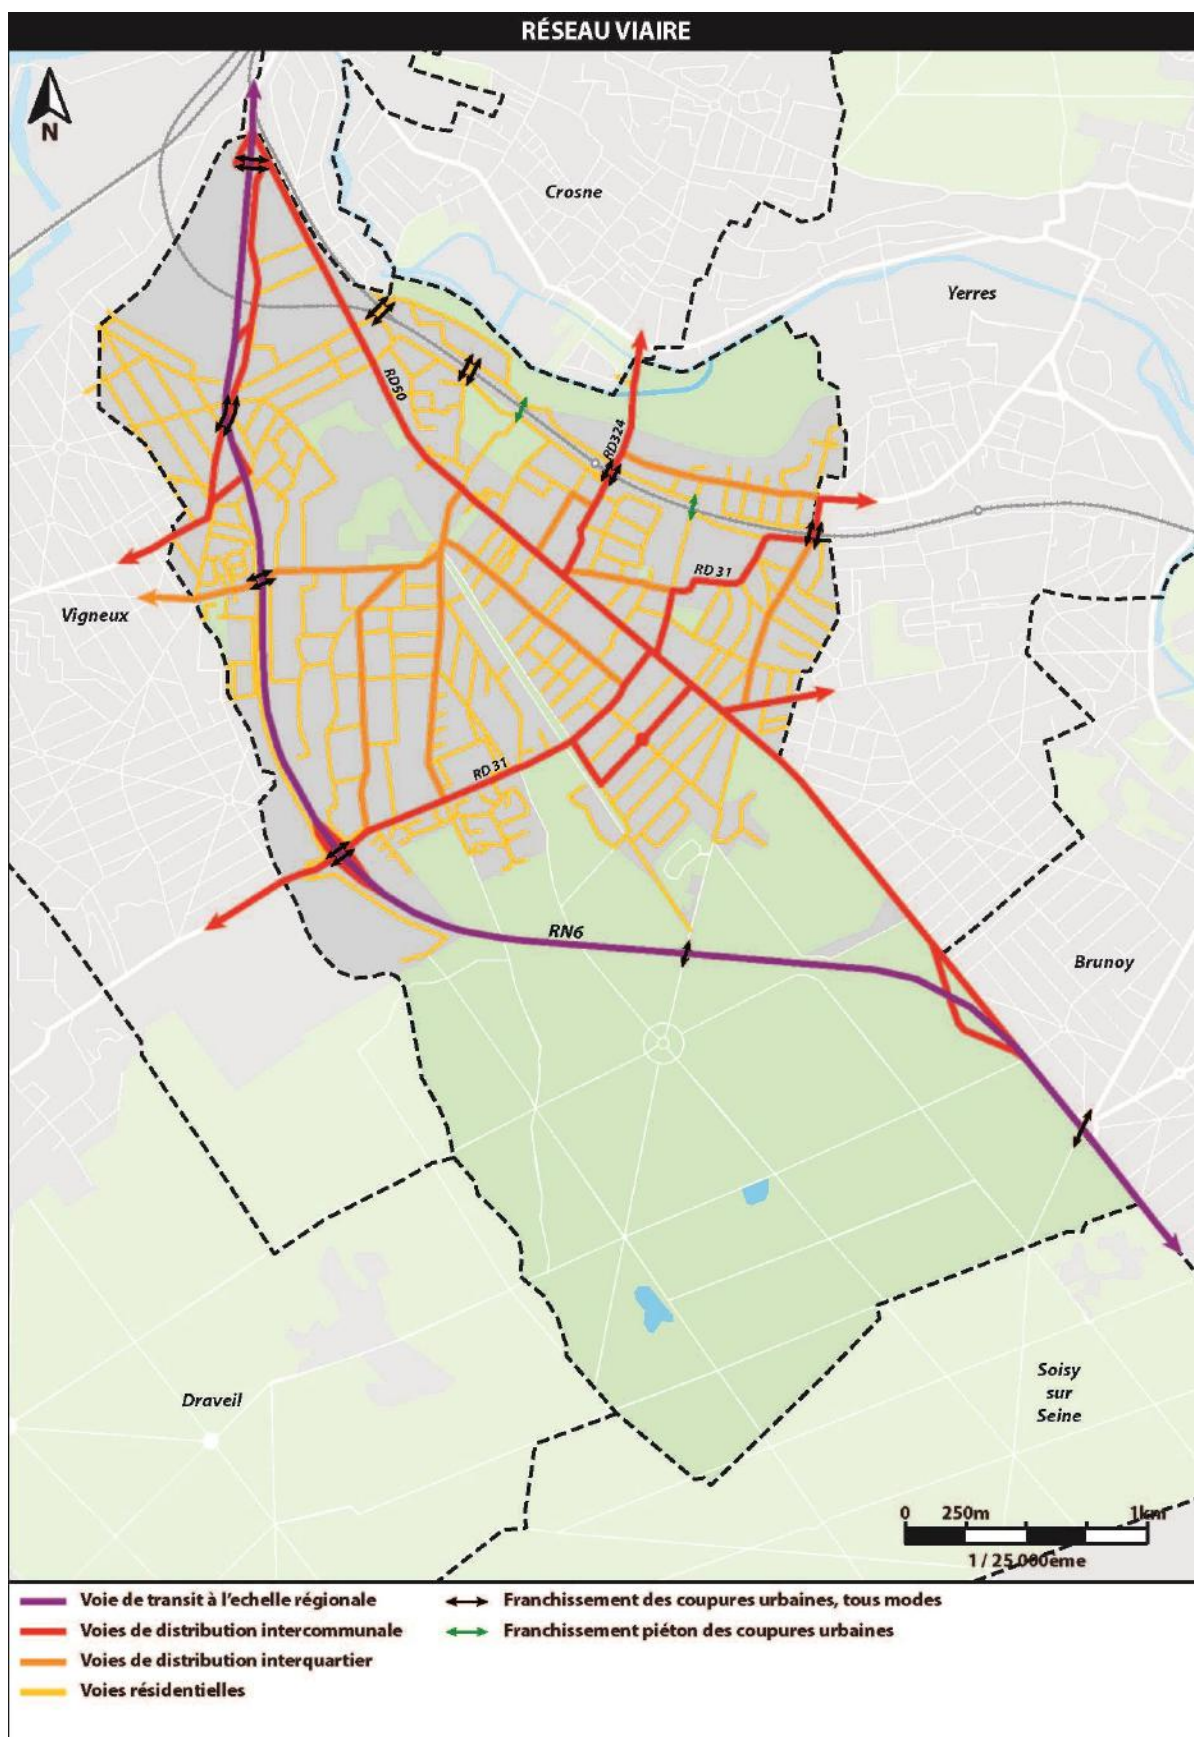 RÉSEAU VIAIRE
N
Crosne
Yerres
RD50
RD324
RD 31
Vigneux
RD 31
RN6
Brunoy
Draveil
Soisy
sur
Seine
0 250m 1km
1 / 25 000ème
Voie de transit à l'echelle régionale
Voies de distribution intercommunale
Voies de distribution interquartier
Voies résidentielles
Franchissement des coupures urbaines, tous modes
Franchissement piéton des coupures urbaines